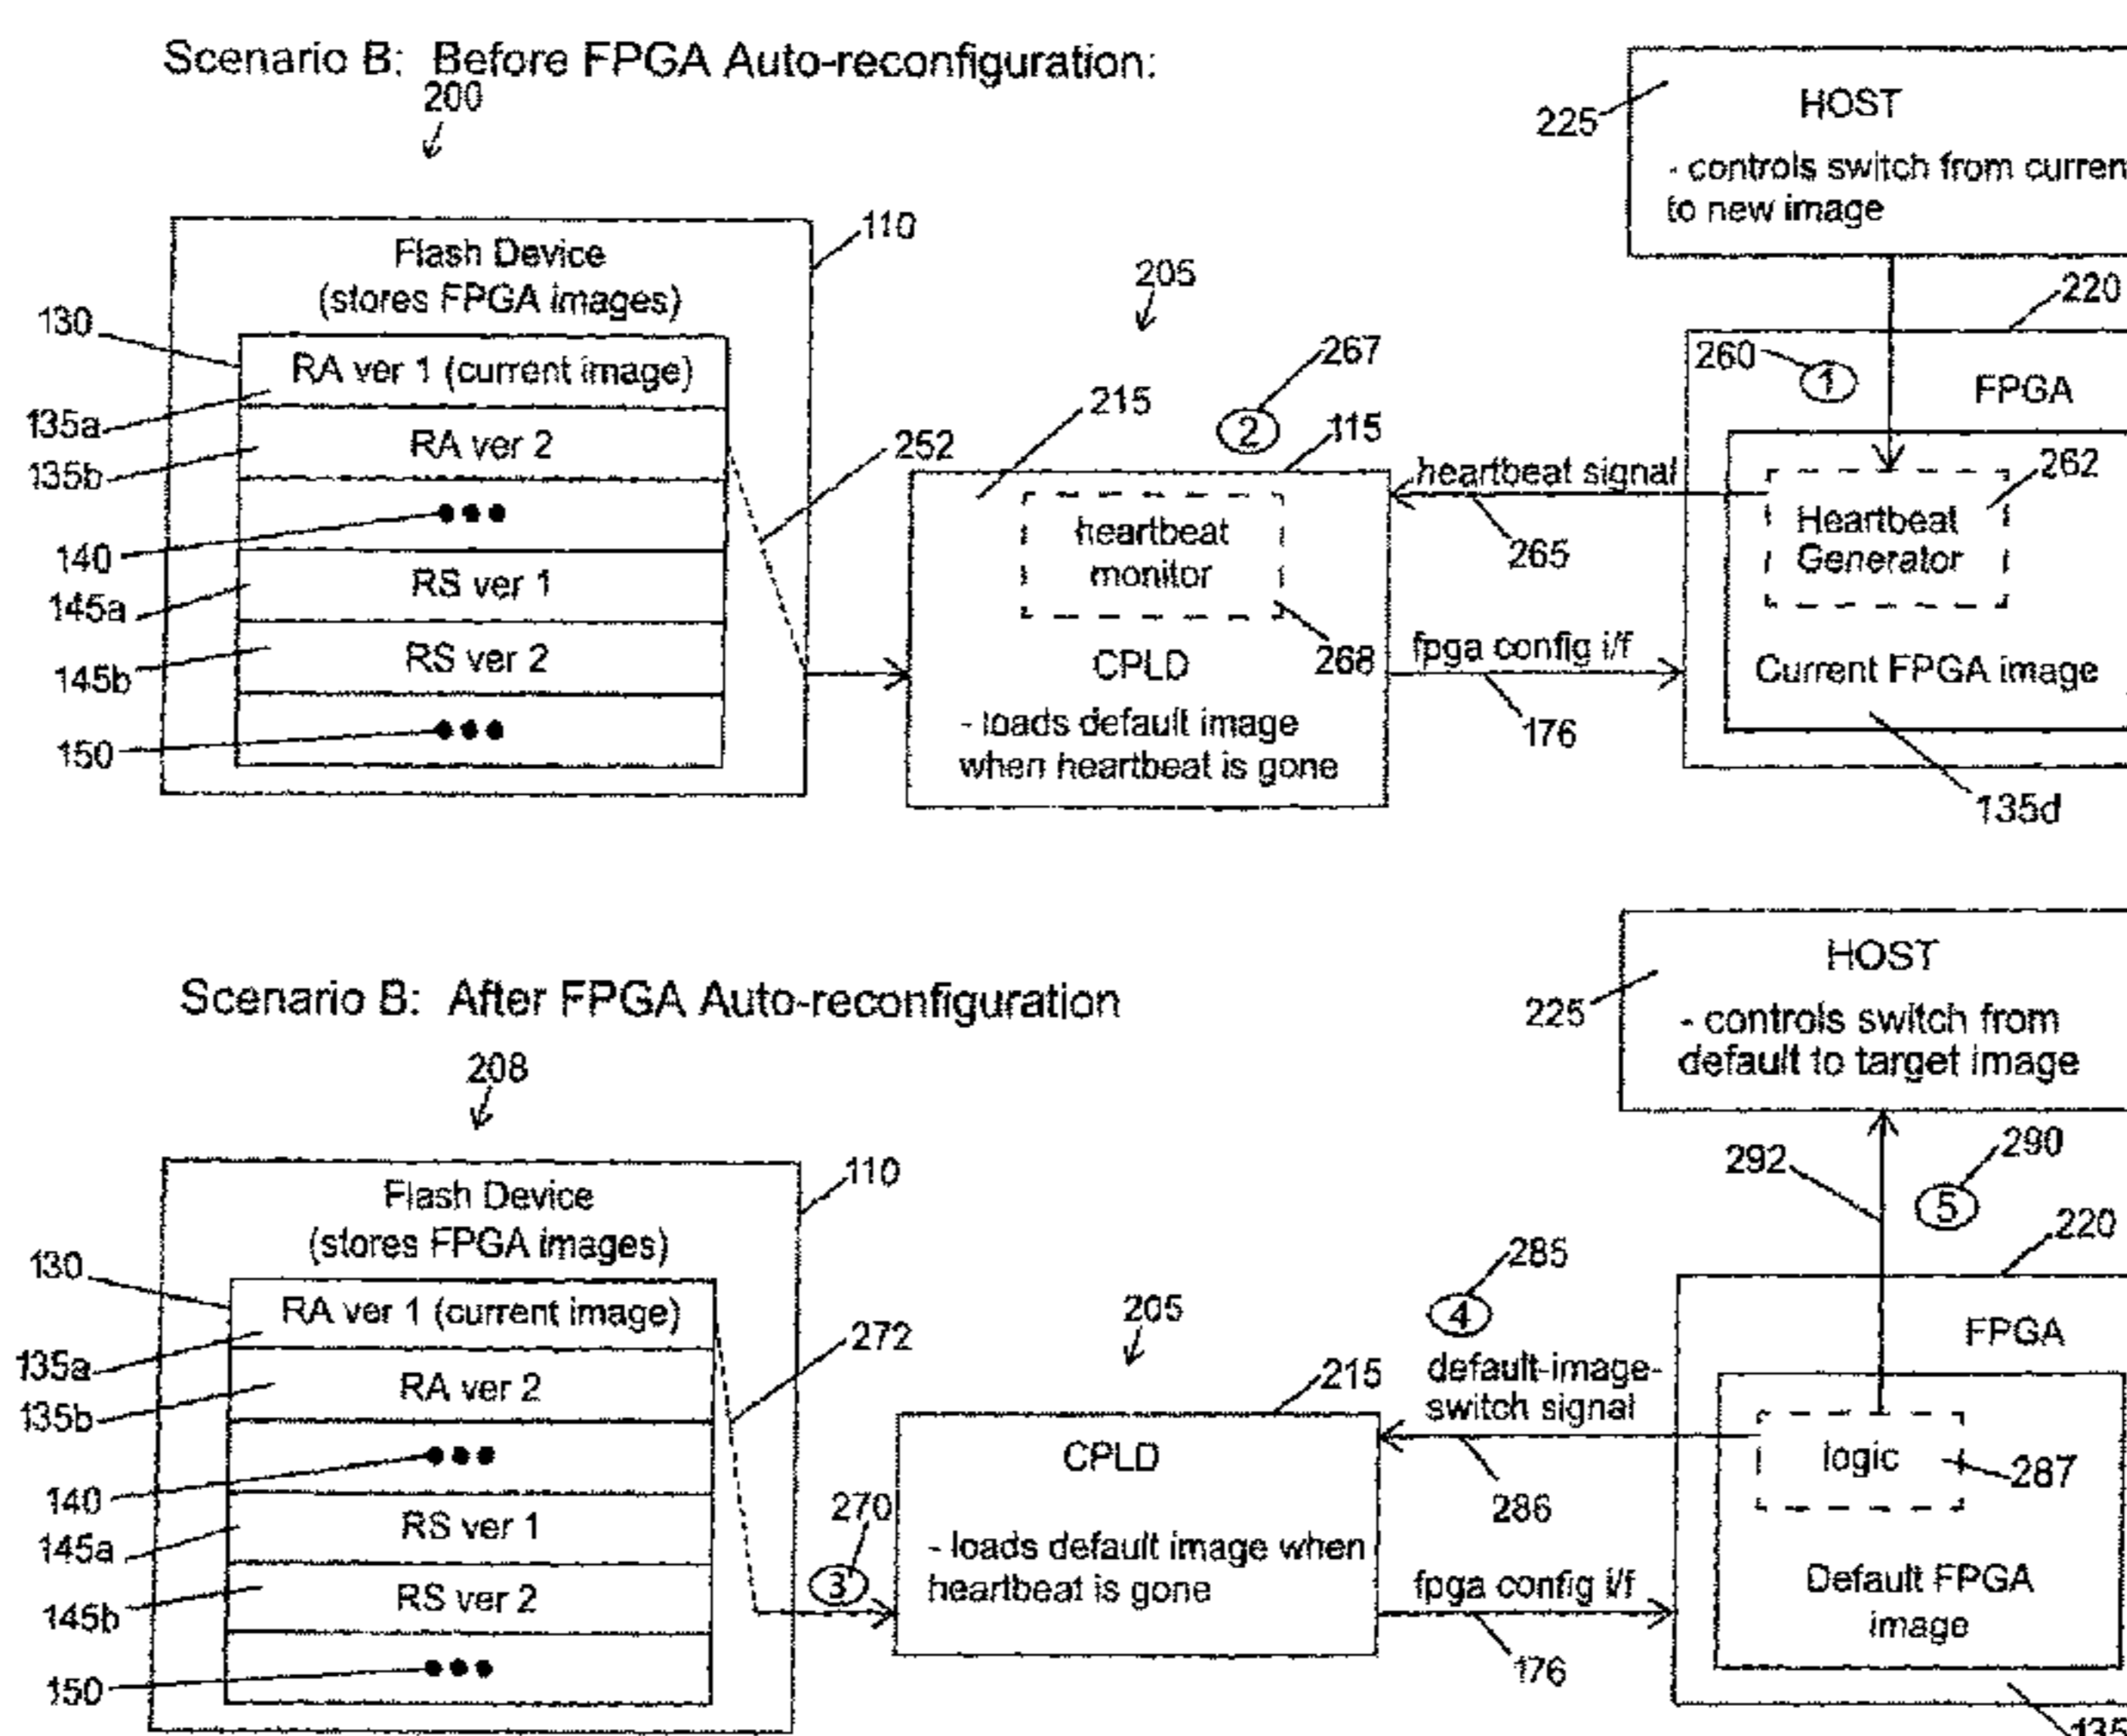 Scenario B: Before FPGA Auto-reconfiguration:
200
HOST
- controls switch from
to new image
225
220
Flash Device
(stores FPGA images)
110
130
RA ver 1 (current image)
135a
RA ver 2
135b
252
140
RS ver 1
145a
RS ver 2
145b
150
205
267
2
215
115
heartbeat
monitor
268
CPLD
- loads default image
when heartbeat is gone
heartbeat signal
265
fpga config i/f
176
260
1
FPGA
262
Heartbeat
Generator
Current FPGA image
135d
Scenario B: After FPGA Auto-reconfiguration
208
HOST
- controls switch from
default to target image
225
292
290
5
220
Flash Device
(stores FPGA images)
110
130
RA ver 1 (current image)
135a
RA ver 2
135b
272
140
RS ver 1
145a
RS ver 2
145b
150
270
3
205
215
CPLD
- loads default image when
heartbeat is gone
285
4
default-image-
switch signal
286
fpga config i/f
176
FPGA
logic
287
Default FPGA
image